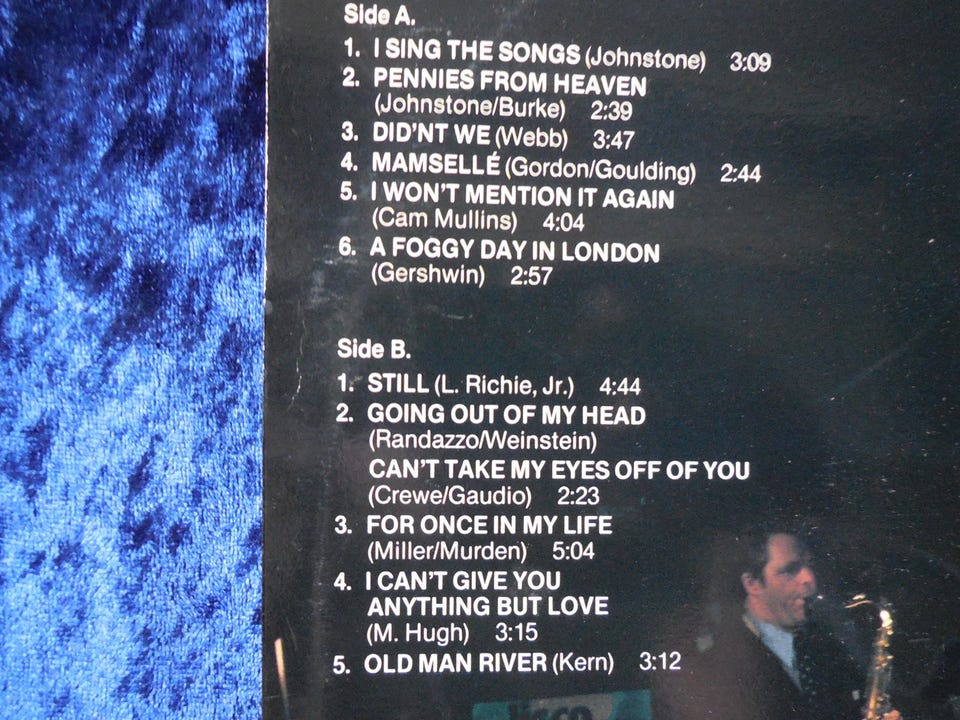 Side A.
1. I SING THE SONGS (Johnstone) 3:09
2. PENNIES FROM HEAVEN
(Johnstone/Burke) 2:39
3. DID'NT WE (Webb) 3:47
4. MAMSELLÉ (Gordon/Goulding) 2:44
5. I WON'T MENTION IT AGAIN
(Cam Mullins) 4:04
6. A FOGGY DAY IN LONDON
(Gershwin) 2:57
Side B.
1. STILL (L. Richie, Jr.) 4:44
2. GOING OUT OF MY HEAD
(Randazzo/Weinstein)
CAN'T TAKE MY EYES OFF OF YOU
(Crewe/Gaudio) 2:23
3. FOR ONCE IN MY LIFE
(Miller/Murden) 5:04
4. I CAN'T GIVE YOU
ANYTHING BUT LOVE
(M. Hugh) 3:15
5. OLD MAN RIVER (Kern) 3:12